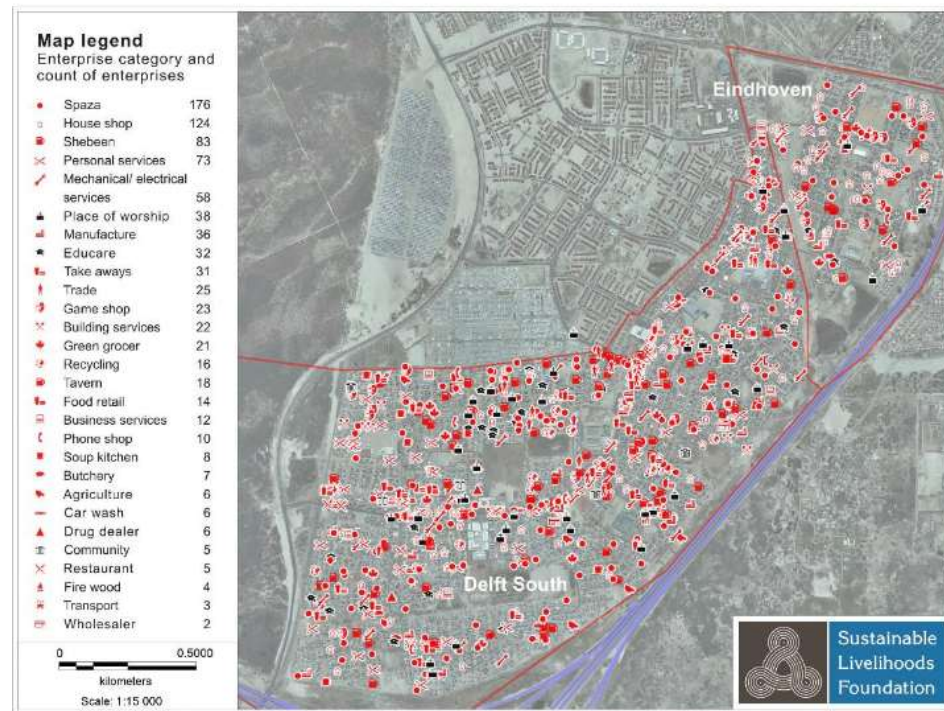 Map legend
Enterprise category and
count of enterprises
Spaza 176
House shop 124
Shebeen 83
Personal services 73
Mechanical/ electrical
services 58
Place of worship 38
Manufacture 36
Educare 32
Take aways 31
Trade 25
Game shop 23
Building services 22
Green grocer 21
Recycling 16
Tavern 18
Food retail 14
Business services 12
Phone shop 10
Soup kitchen 8
Butchery 7
Agriculture 6
Car wash 6
Drug dealer 6
Community 5
Restaurant 5
Fire wood 4
Transport 3
Wholesaler 2
0 0.5000
kilometers
Scale: 1:15 000
Eindhoven
Delft South
Sustainable
Livelihoods
Foundation